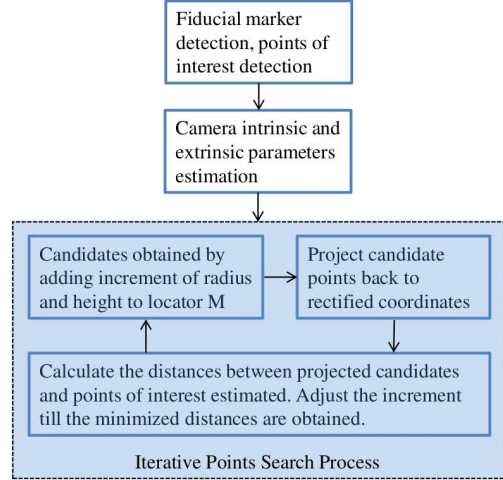 Fiducial marker
detection, points of
interest detection
Camera intrinsic and
extrinsic parameters
estimation
Candidates obtained by
adding increment of radius
and height to locator M
Project candidate
points back to
rectified coordinates
Calculate the distances between projected candidates
and points of interest estimated. Adjust the increment
till the minimized distances are obtained.
Iterative Points Search Process